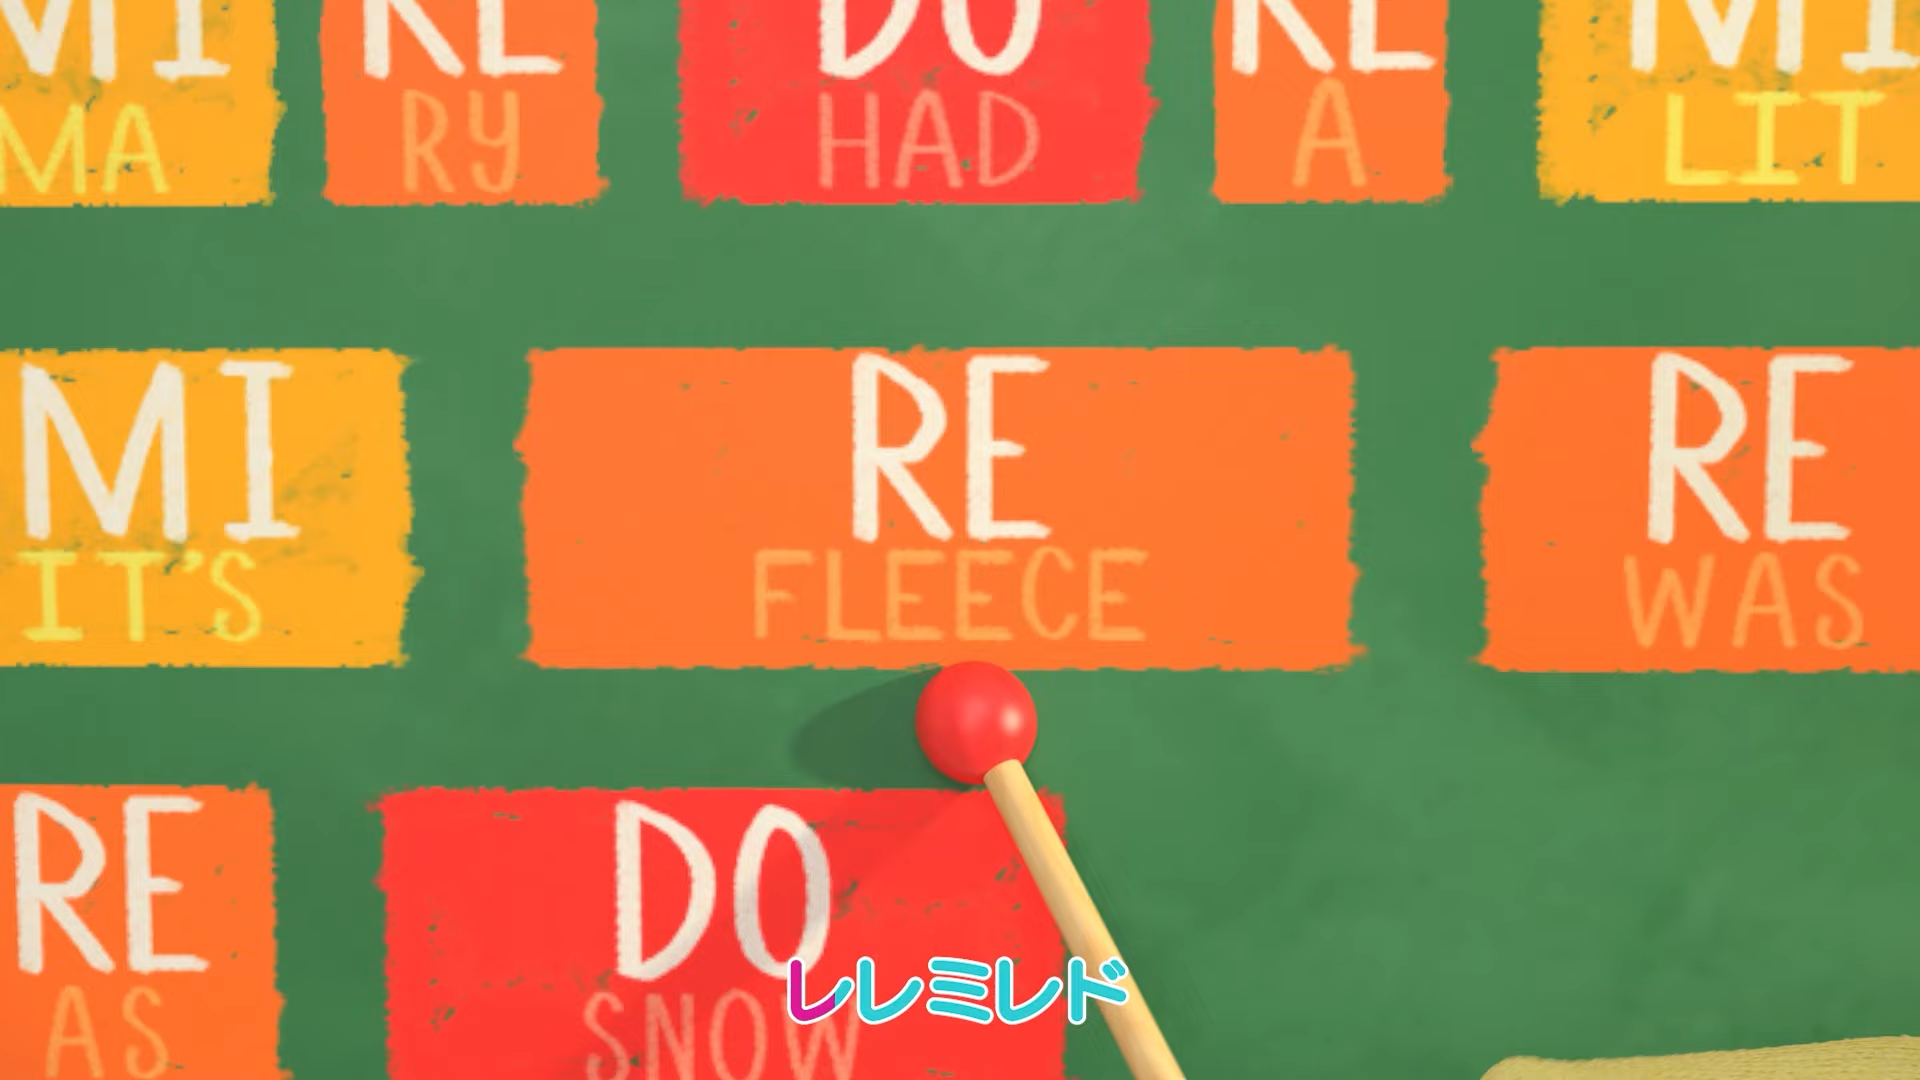 MI RE DO RE MI
MA RY HAD A LIT
MI RE RE
IT'S FLEECE WAS
RE DO
AS SNOW
レレミレド